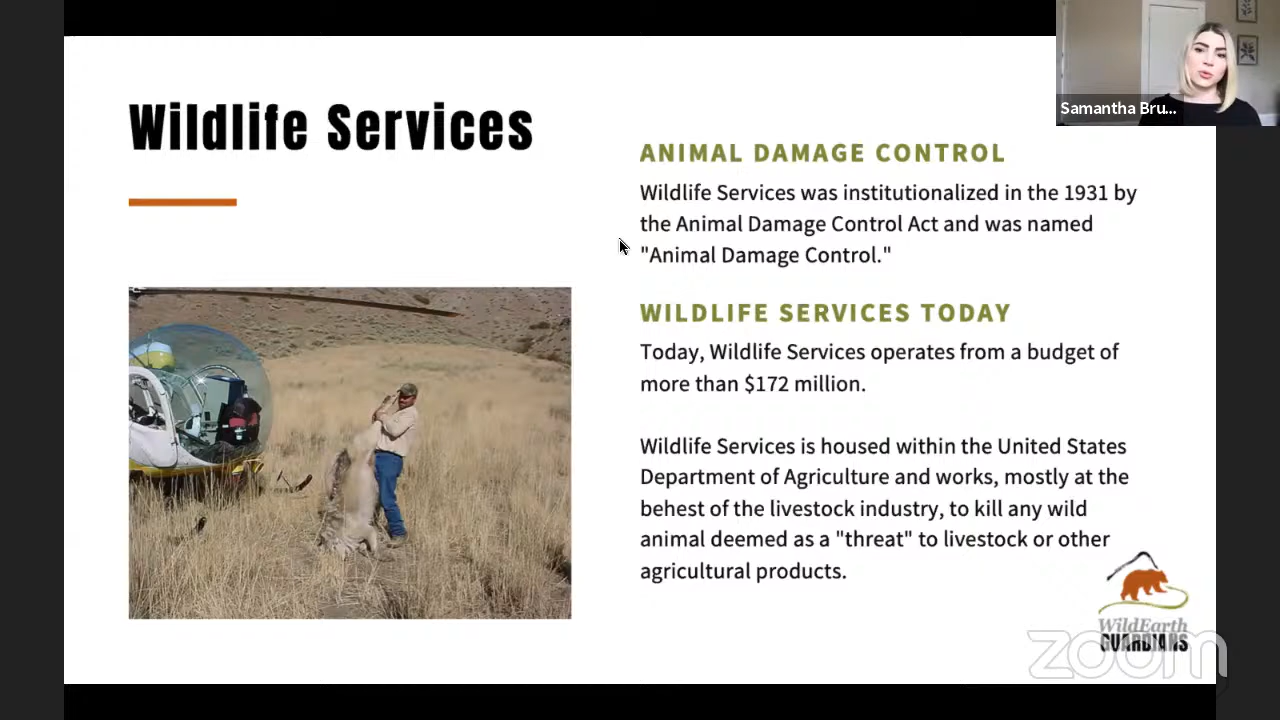 Samantha Bru...
Wildlife Services
ANIMAL DAMAGE CONTROL
Wildlife Services was institutionalized in the 1931 by
the Animal Damage Control Act and was named
"Animal Damage Control."
WILDLIFE SERVICES TODAY
Today, Wildlife Services operates from a budget of
more than $172 million.
Wildlife Services is housed within the United States
Department of Agriculture and works, mostly at the
behest of the livestock industry, to kill any wild
animal deemed as a "threat" to livestock or other
agricultural products.
WildEarth
GUARDIANS
zoom